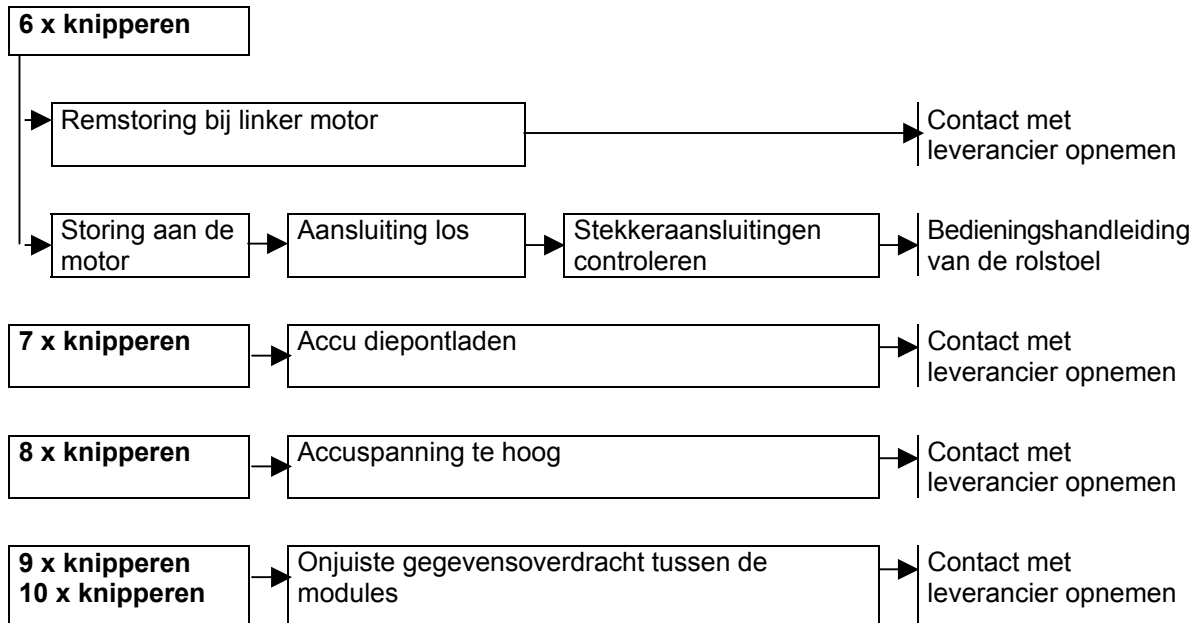 6 x knipperen
Remstoring bij linker motor
Contact met
leverancier opnemen
Storing aan de
motor
Aansluiting los
Stekkeraansluitingen
controleren
Bedieningshandleiding
van de rolstoel
7 x knipperen
Accu diepontladen
Contact met
leverancier opnemen
8 x knipperen
Accuspanning te hoog
Contact met
leverancier opnemen
9 x knipperen
10 x knipperen
Onjuiste gegevensoverdracht tussen de
modules
Contact met
leverancier opnemen